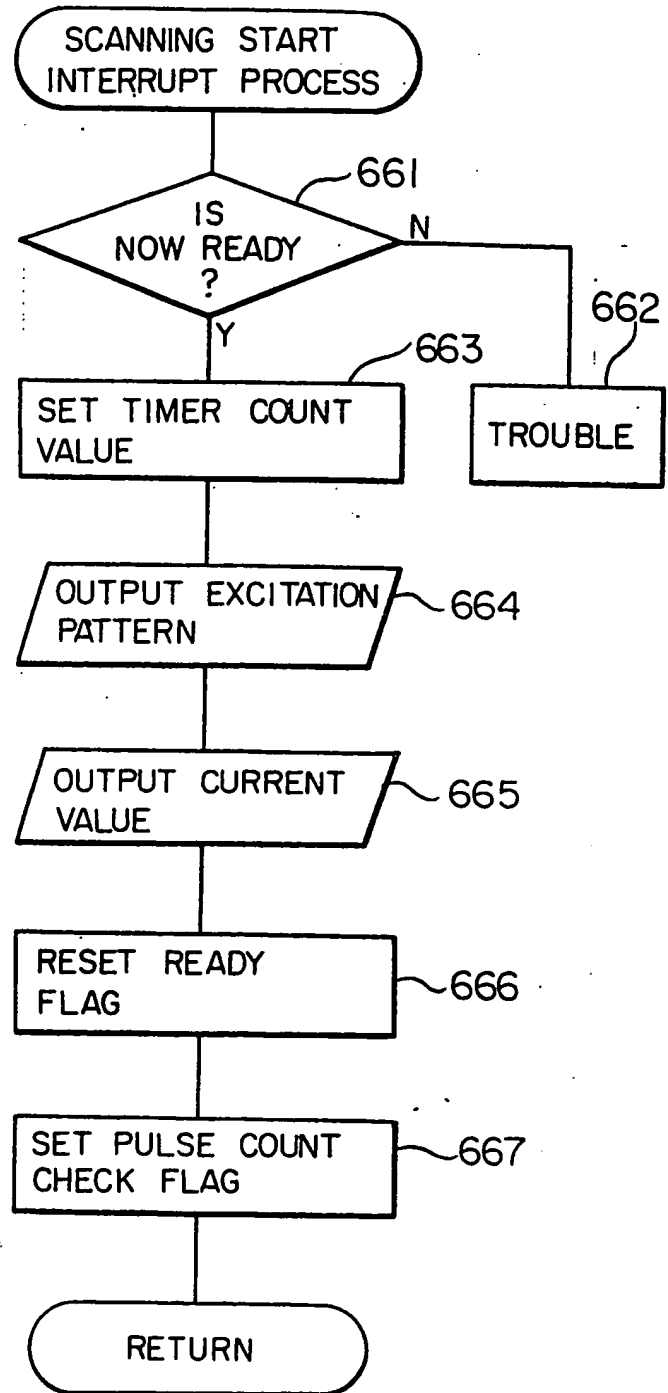 SCANNING START
INTERRUPT PROCESS
661
IS
NOW READY
?
N
Y
662
TROUBLE
663
SET TIMER COUNT
VALUE
OUTPUT EXCITATION
PATTERN
664
OUTPUT CURRENT
VALUE
665
RESET READY
FLAG
666
SET PULSE COUNT
CHECK FLAG
667
RETURN